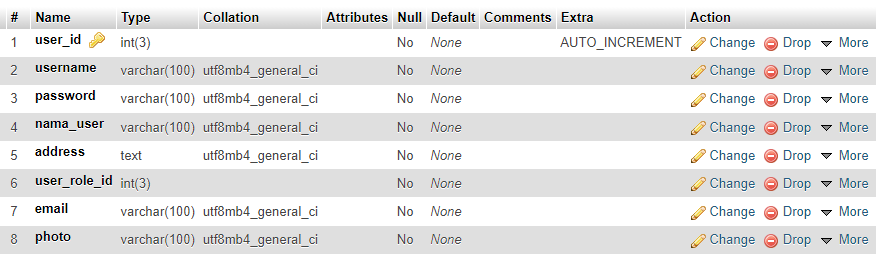 # Name Type Collation Attributes Null Default Comments Extra Action
1 user_id int(3) No None AUTO_INCREMENT Change Drop More
2 username varchar(100) utf8mb4_general_ci No None Change Drop More
3 password varchar(100) utf8mb4_general_ci No None Change Drop More
4 nama_user varchar(100) utf8mb4_general_ci No None Change Drop More
5 address text utf8mb4_general_ci No None Change Drop More
6 user_role_id int(3) No None Change Drop More
7 email varchar(100) utf8mb4_general_ci No None Change Drop More
8 photo varchar(100) utf8mb4_general_ci No None Change Drop More